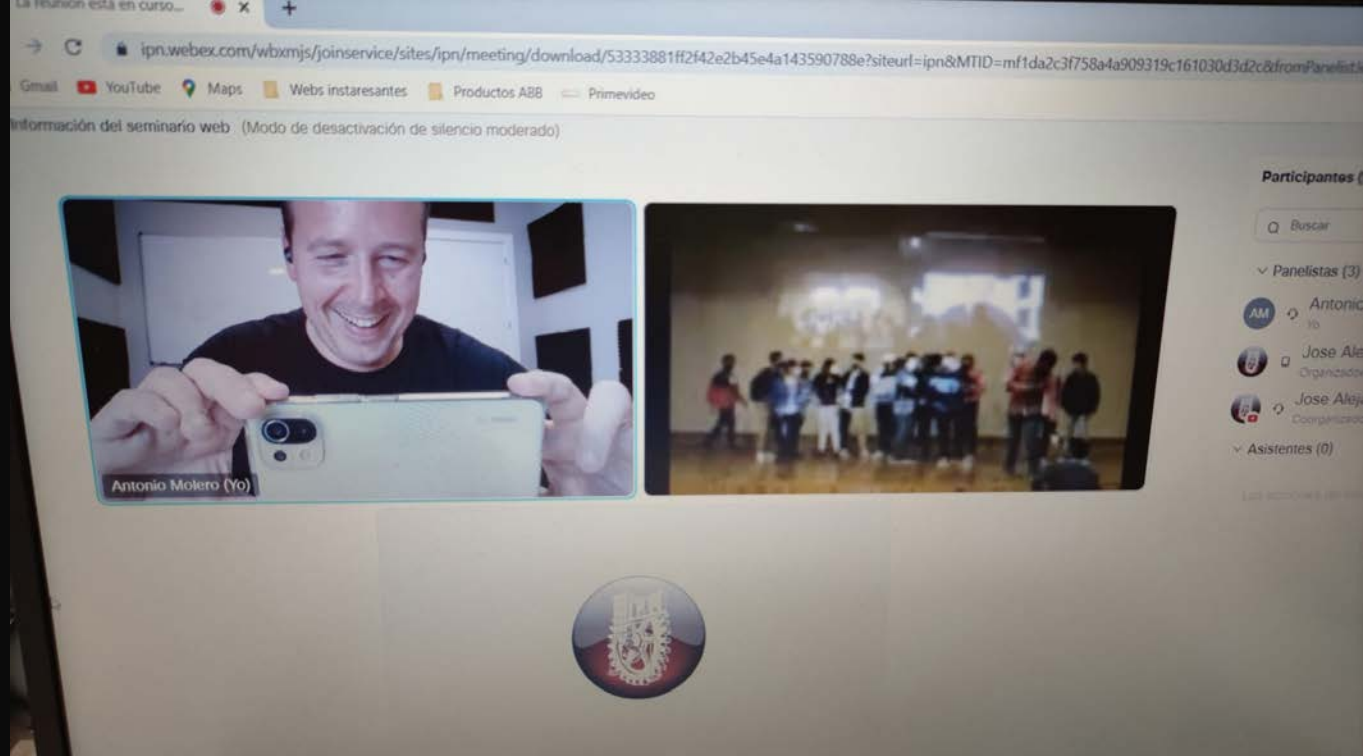 La reunión está en curso...
ipn.webex.com/wbxmjs/joinservice/sites/ipn/meeting/download/53333881ff2f42e2b45e4a143590788e?siteurl=ipn&MTID=mf1da2c3f758a4a909319c161030d3d2c&fromPanelist
Gmail YouTube Maps Webs instaresantes Productos ABB Primevideo
Información del seminario web (Modo de desactivación de silencio moderado)
Participantes (
Buscar
Panelistas (3)
AM Antonio
Yo
Jose Ale
Organizado
Jose Alej
Coorganizad
Asistentes (0)
Antonio Molero (Yo)